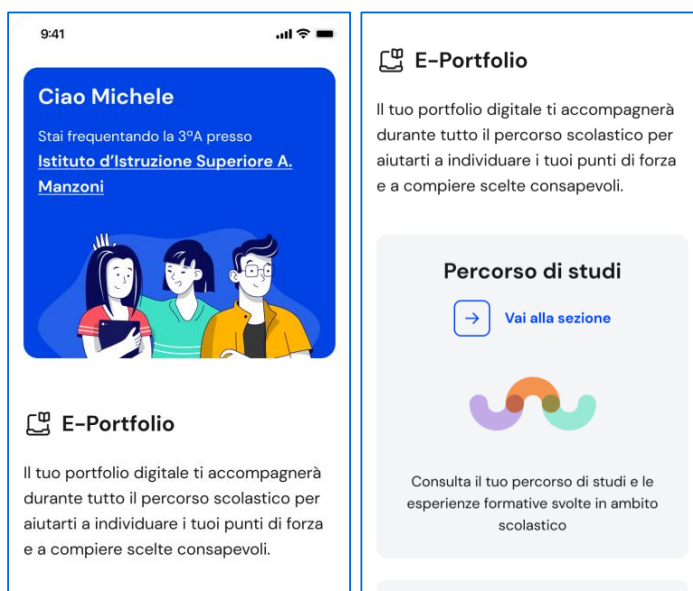 9:41
Ciao Michele
Stai frequentando la 3ªA presso
Istituto d'Istruzione Superiore A.
Manzoni
E-Portfolio
Il tuo portfolio digitale ti accompagnerà
durante tutto il percorso scolastico per
aiutarti a individuare i tuoi punti di forza
e a compiere scelte consapevoli.
E-Portfolio
Il tuo portfolio digitale ti accompagnerà
durante tutto il percorso scolastico per
aiutarti a individuare i tuoi punti di forza
e a compiere scelte consapevoli.
Percorso di studi
Vai alla sezione
Consulta il tuo percorso di studi e le
esperienze formative svolte in ambito
scolastico